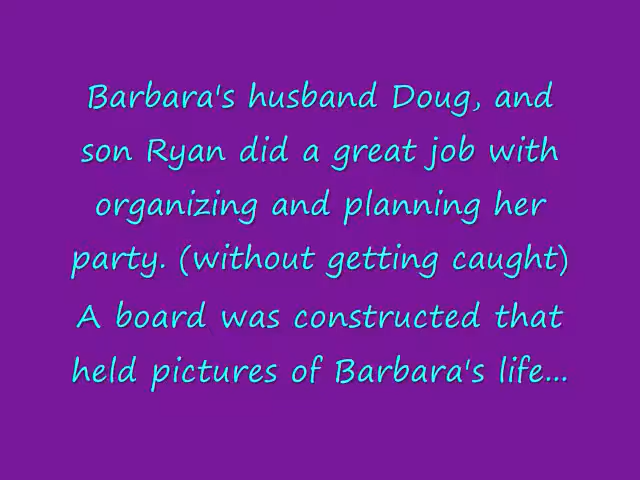 Barbara's husband Doug, and
son Ryan did a great job with
organizing and planning her
party. (without getting caught)
A board was constructed that
held pictures of Barbara's life...